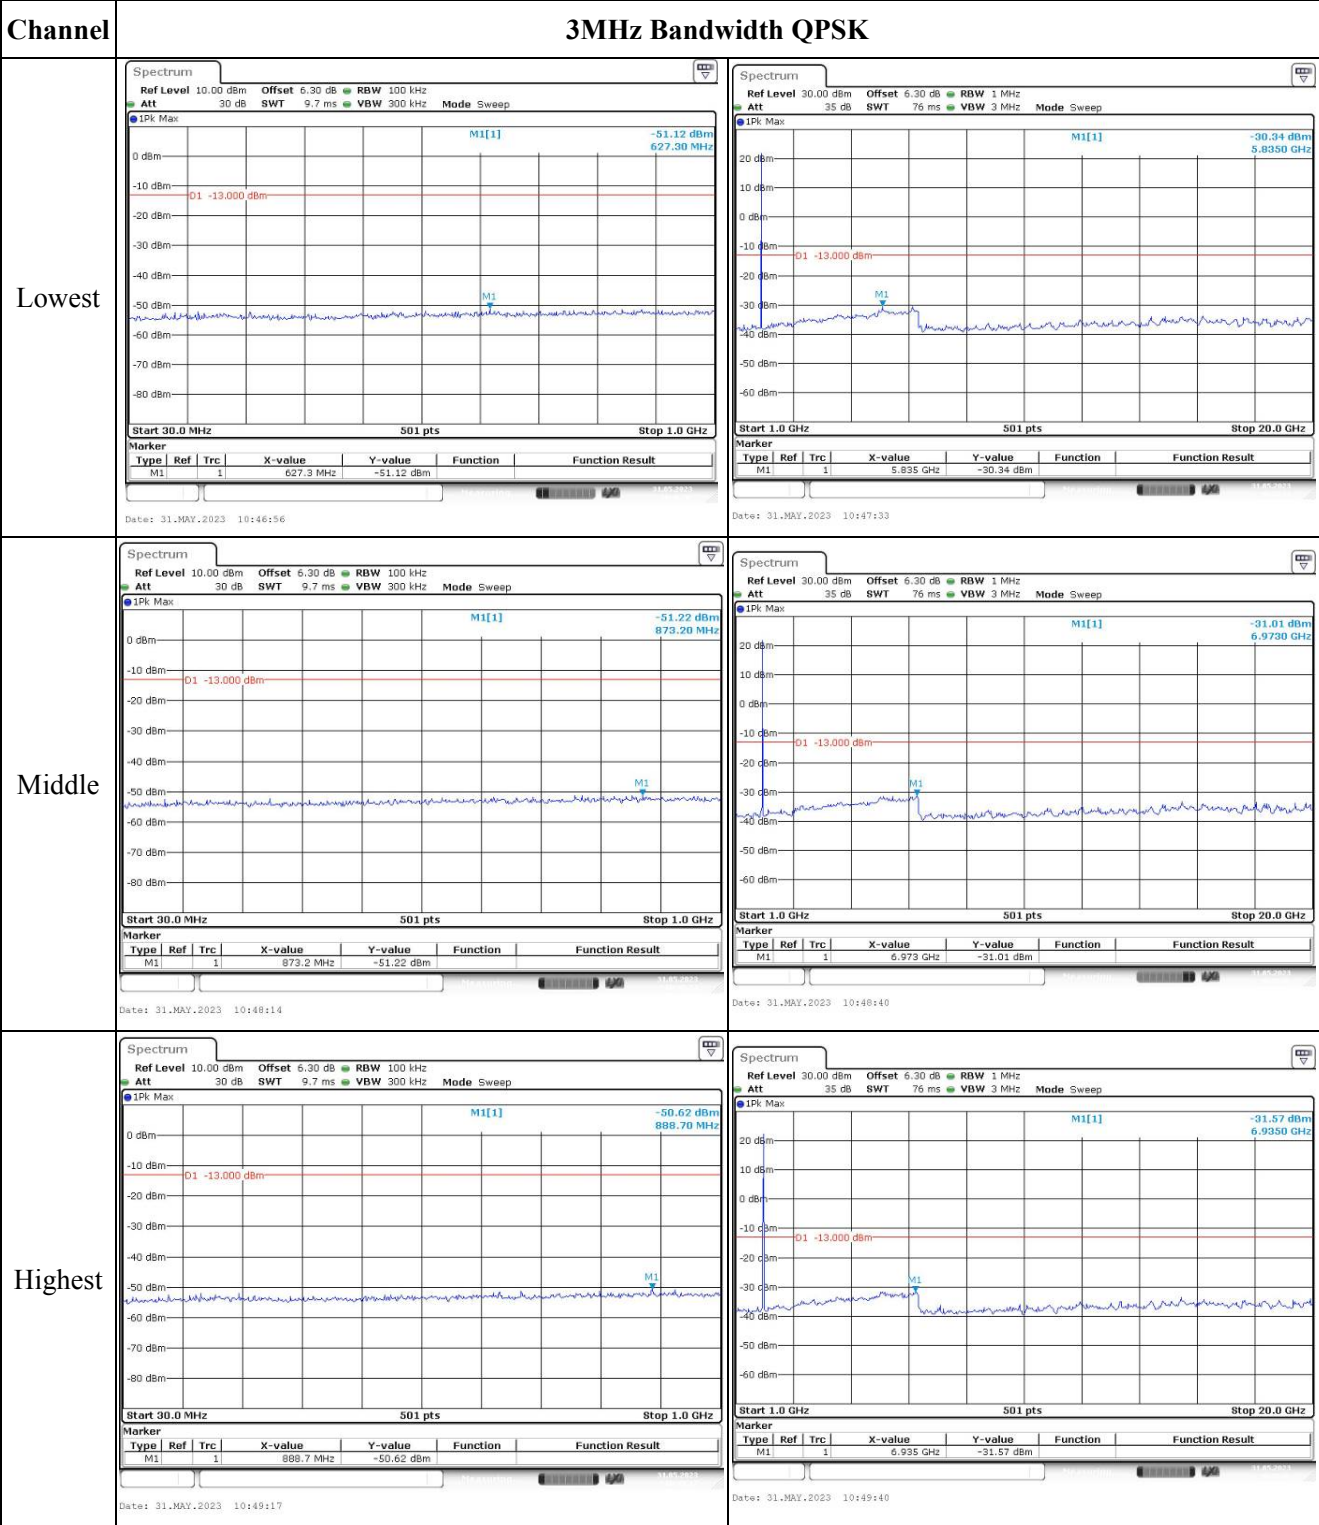 Channel 3MHz Bandwidth QPSK
Lowest
Spectrum
Ref Level 10.00 dBm Offset 6.30 dB RBW 100 kHz
Att 30 dB SWT 9.7 ms VBW 300 kHz Mode Sweep
1Pk Max
M1[1] -51.12 dBm
627.30 MHz
0 dBm
-10 dBm
D1 -13.000 dBm
-20 dBm
-30 dBm
-40 dBm
-50 dBm
M1
-60 dBm
-70 dBm
-80 dBm
Start 30.0 MHz 501 pts Stop 1.0 GHz
Marker
Type Ref Trc X-value Y-value Function Function Result
M1 1 627.3 MHz -51.12 dBm
Date: 31.MAY.2023 10:46:56
Spectrum
Ref Level 30.00 dBm Offset 6.30 dB RBW 1 MHz
Att 35 dB SWT 76 ms VBW 3 MHz Mode Sweep
1Pk Max
M1[1] -30.34 dBm
5.8350 GHz
20 dBm
10 dBm
0 dBm
-10 dBm
D1 -13.000 dBm
-20 dBm
M1
-30 dBm
-40 dBm
-50 dBm
-60 dBm
Start 1.0 GHz 501 pts Stop 20.0 GHz
Marker
Type Ref Trc X-value Y-value Function Function Result
M1 1 5.835 GHz -30.34 dBm
Date: 31.MAY.2023 10:47:33
Middle
Spectrum
Ref Level 10.00 dBm Offset 6.30 dB RBW 100 kHz
Att 30 dB SWT 9.7 ms VBW 300 kHz Mode Sweep
1Pk Max
M1[1] -51.22 dBm
873.20 MHz
0 dBm
-10 dBm
D1 -13.000 dBm
-20 dBm
-30 dBm
-40 dBm
M1
-50 dBm
-60 dBm
-70 dBm
-80 dBm
Start 30.0 MHz 501 pts Stop 1.0 GHz
Marker
Type Ref Trc X-value Y-value Function Function Result
M1 1 873.2 MHz -51.22 dBm
Date: 31.MAY.2023 10:48:14
Spectrum
Ref Level 30.00 dBm Offset 6.30 dB RBW 1 MHz
Att 35 dB SWT 76 ms VBW 3 MHz Mode Sweep
1Pk Max
M1[1] -31.01 dBm
6.9730 GHz
20 dBm
10 dBm
0 dBm
-10 dBm
D1 -13.000 dBm
-20 dBm
M1
-30 dBm
-40 dBm
-50 dBm
-60 dBm
Start 1.0 GHz 501 pts Stop 20.0 GHz
Marker
Type Ref Trc X-value Y-value Function Function Result
M1 1 6.973 GHz -31.01 dBm
Date: 31.MAY.2023 10:48:40
Highest
Spectrum
Ref Level 10.00 dBm Offset 6.30 dB RBW 100 kHz
Att 30 dB SWT 9.7 ms VBW 300 kHz Mode Sweep
1Pk Max
M1[1] -50.62 dBm
888.70 MHz
0 dBm
-10 dBm
D1 -13.000 dBm
-20 dBm
-30 dBm
-40 dBm
M1
-50 dBm
-60 dBm
-70 dBm
-80 dBm
Start 30.0 MHz 501 pts Stop 1.0 GHz
Marker
Type Ref Trc X-value Y-value Function Function Result
M1 1 888.7 MHz -50.62 dBm
Date: 31.MAY.2023 10:49:17
Spectrum
Ref Level 30.00 dBm Offset 6.30 dB RBW 1 MHz
Att 35 dB SWT 76 ms VBW 3 MHz Mode Sweep
1Pk Max
M1[1] -31.57 dBm
6.9350 GHz
20 dBm
10 dBm
0 dBm
-10 dBm
D1 -13.000 dBm
-20 dBm
M1
-30 dBm
-40 dBm
-50 dBm
-60 dBm
Start 1.0 GHz 501 pts Stop 20.0 GHz
Marker
Type Ref Trc X-value Y-value Function Function Result
M1 1 6.935 GHz -31.57 dBm
Date: 31.MAY.2023 10:49:40